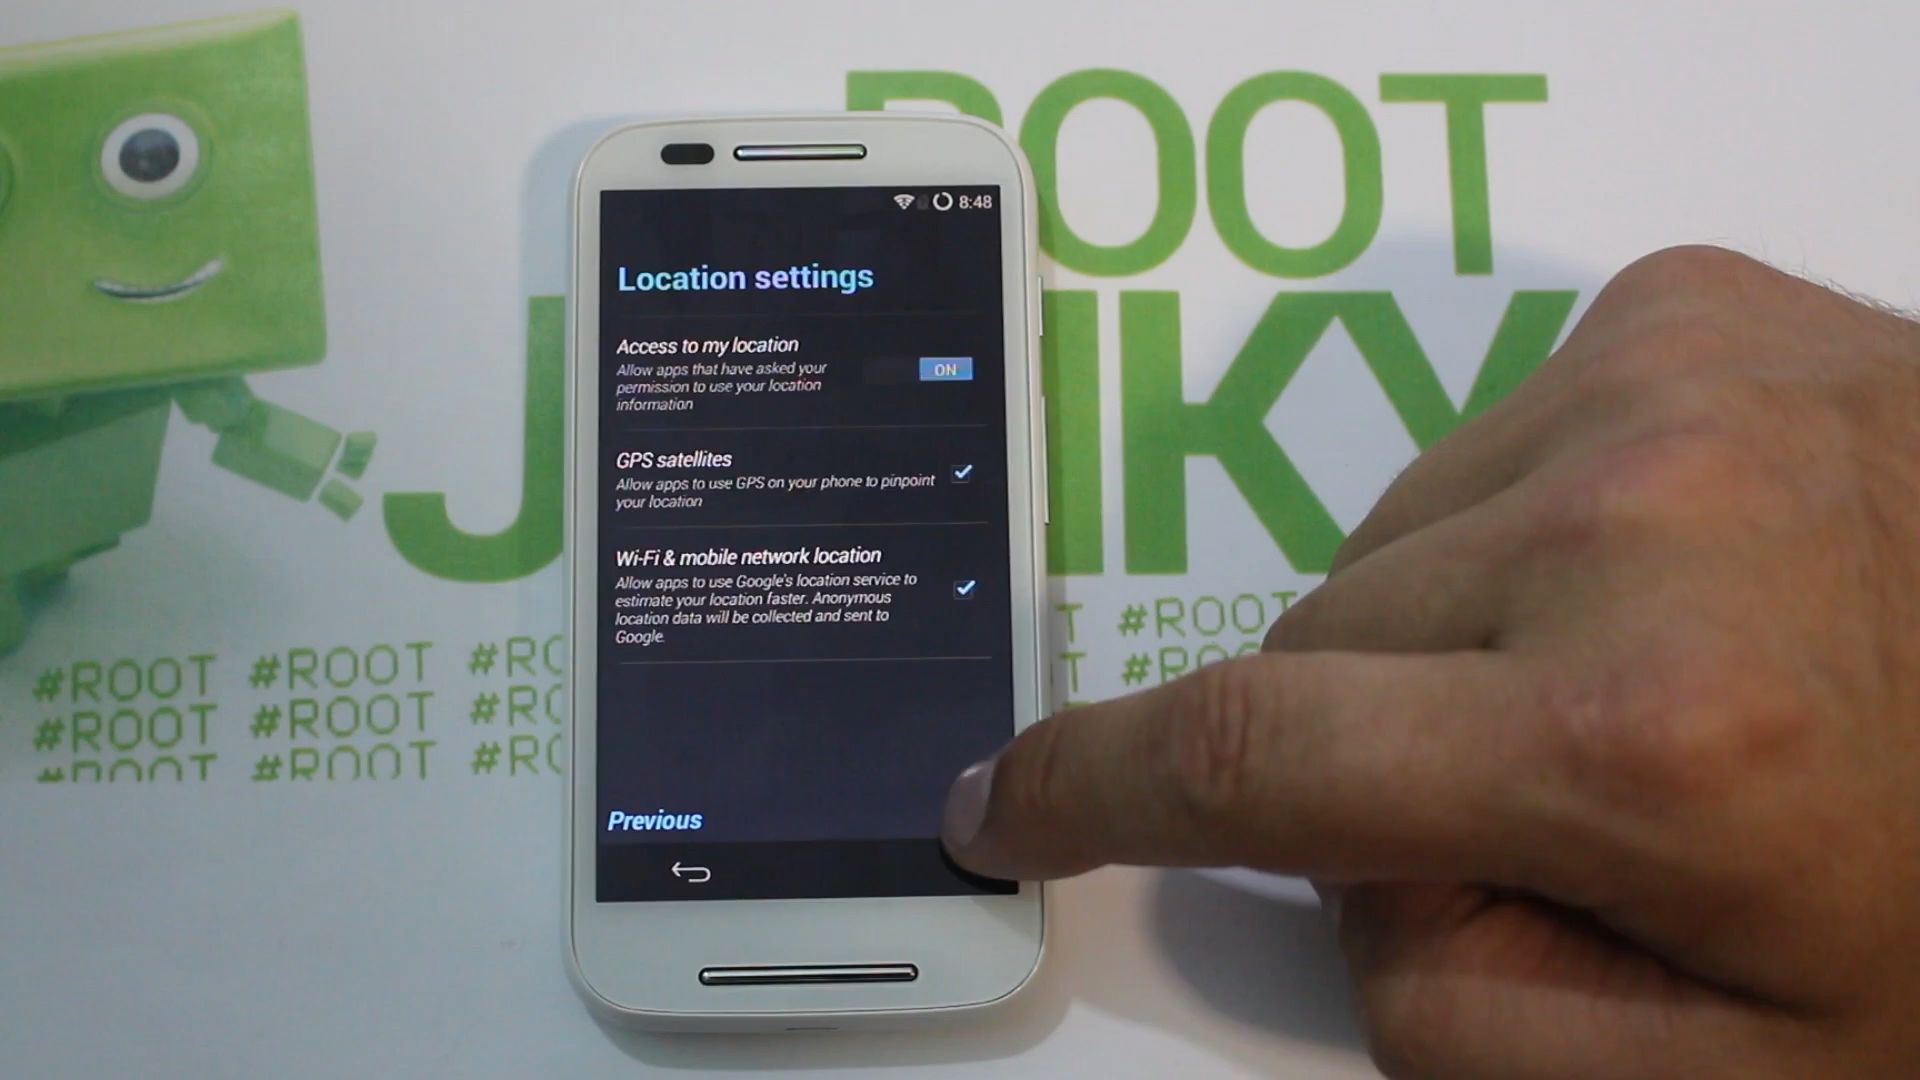 ROOT
8:48
Location settings
Access to my location
Allow apps that have asked your
permission to use your location
information
ON
GPS satellites
Allow apps to use GPS on your phone to pinpoint
your location
Wi-Fi & mobile network location
Allow apps to use Google's location service to
estimate your location faster. Anonymous
location data will be collected and sent to
Google.
Previous
#ROOT #ROOT
#ROOT #ROOT
#ROOT #ROOT